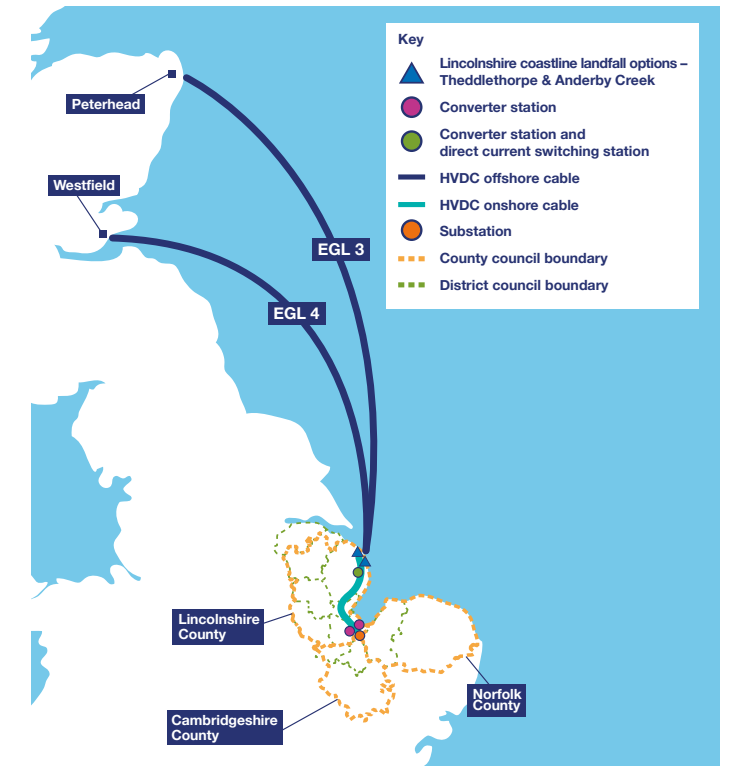 Key
Lincolnshire coastline landfall options –
Theddlethorpe & Anderby Creek
Converter station
Converter station and
direct current switching station
HVDC offshore cable
HVDC onshore cable
Substation
County council boundary
District council boundary
Peterhead
Westfield
EGL 3
EGL 4
Lincolnshire
County
Norfolk
County
Cambridgeshire
County